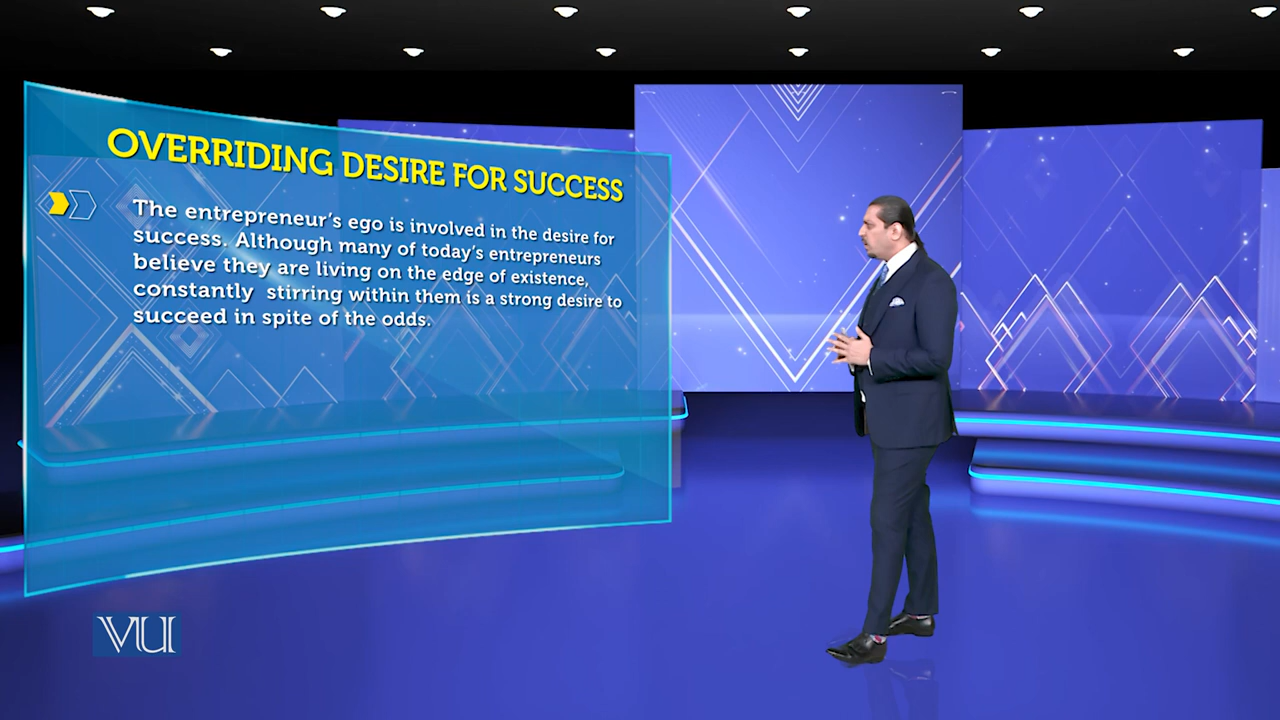 OVERRIDING DESIRE FOR SUCCESS
The entrepreneur's ego is involved in the desire for
success. Although many of today's entrepreneurs
believe they are living on the edge of existence,
constantly stirring within them is a strong desire to
succeed in spite of the odds.
VU